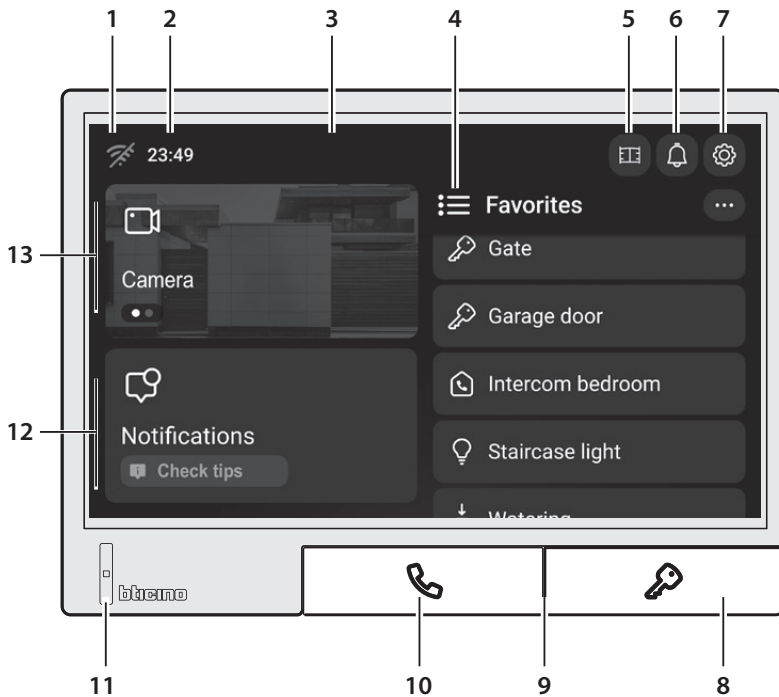 1 2 3 4 5 6 7
23:49
Favorites
Gate
Camera
13
Garage door
Intercom bedroom
Notifications
12
Check tips
Staircase light
Watering
bticino
11 10 9 8